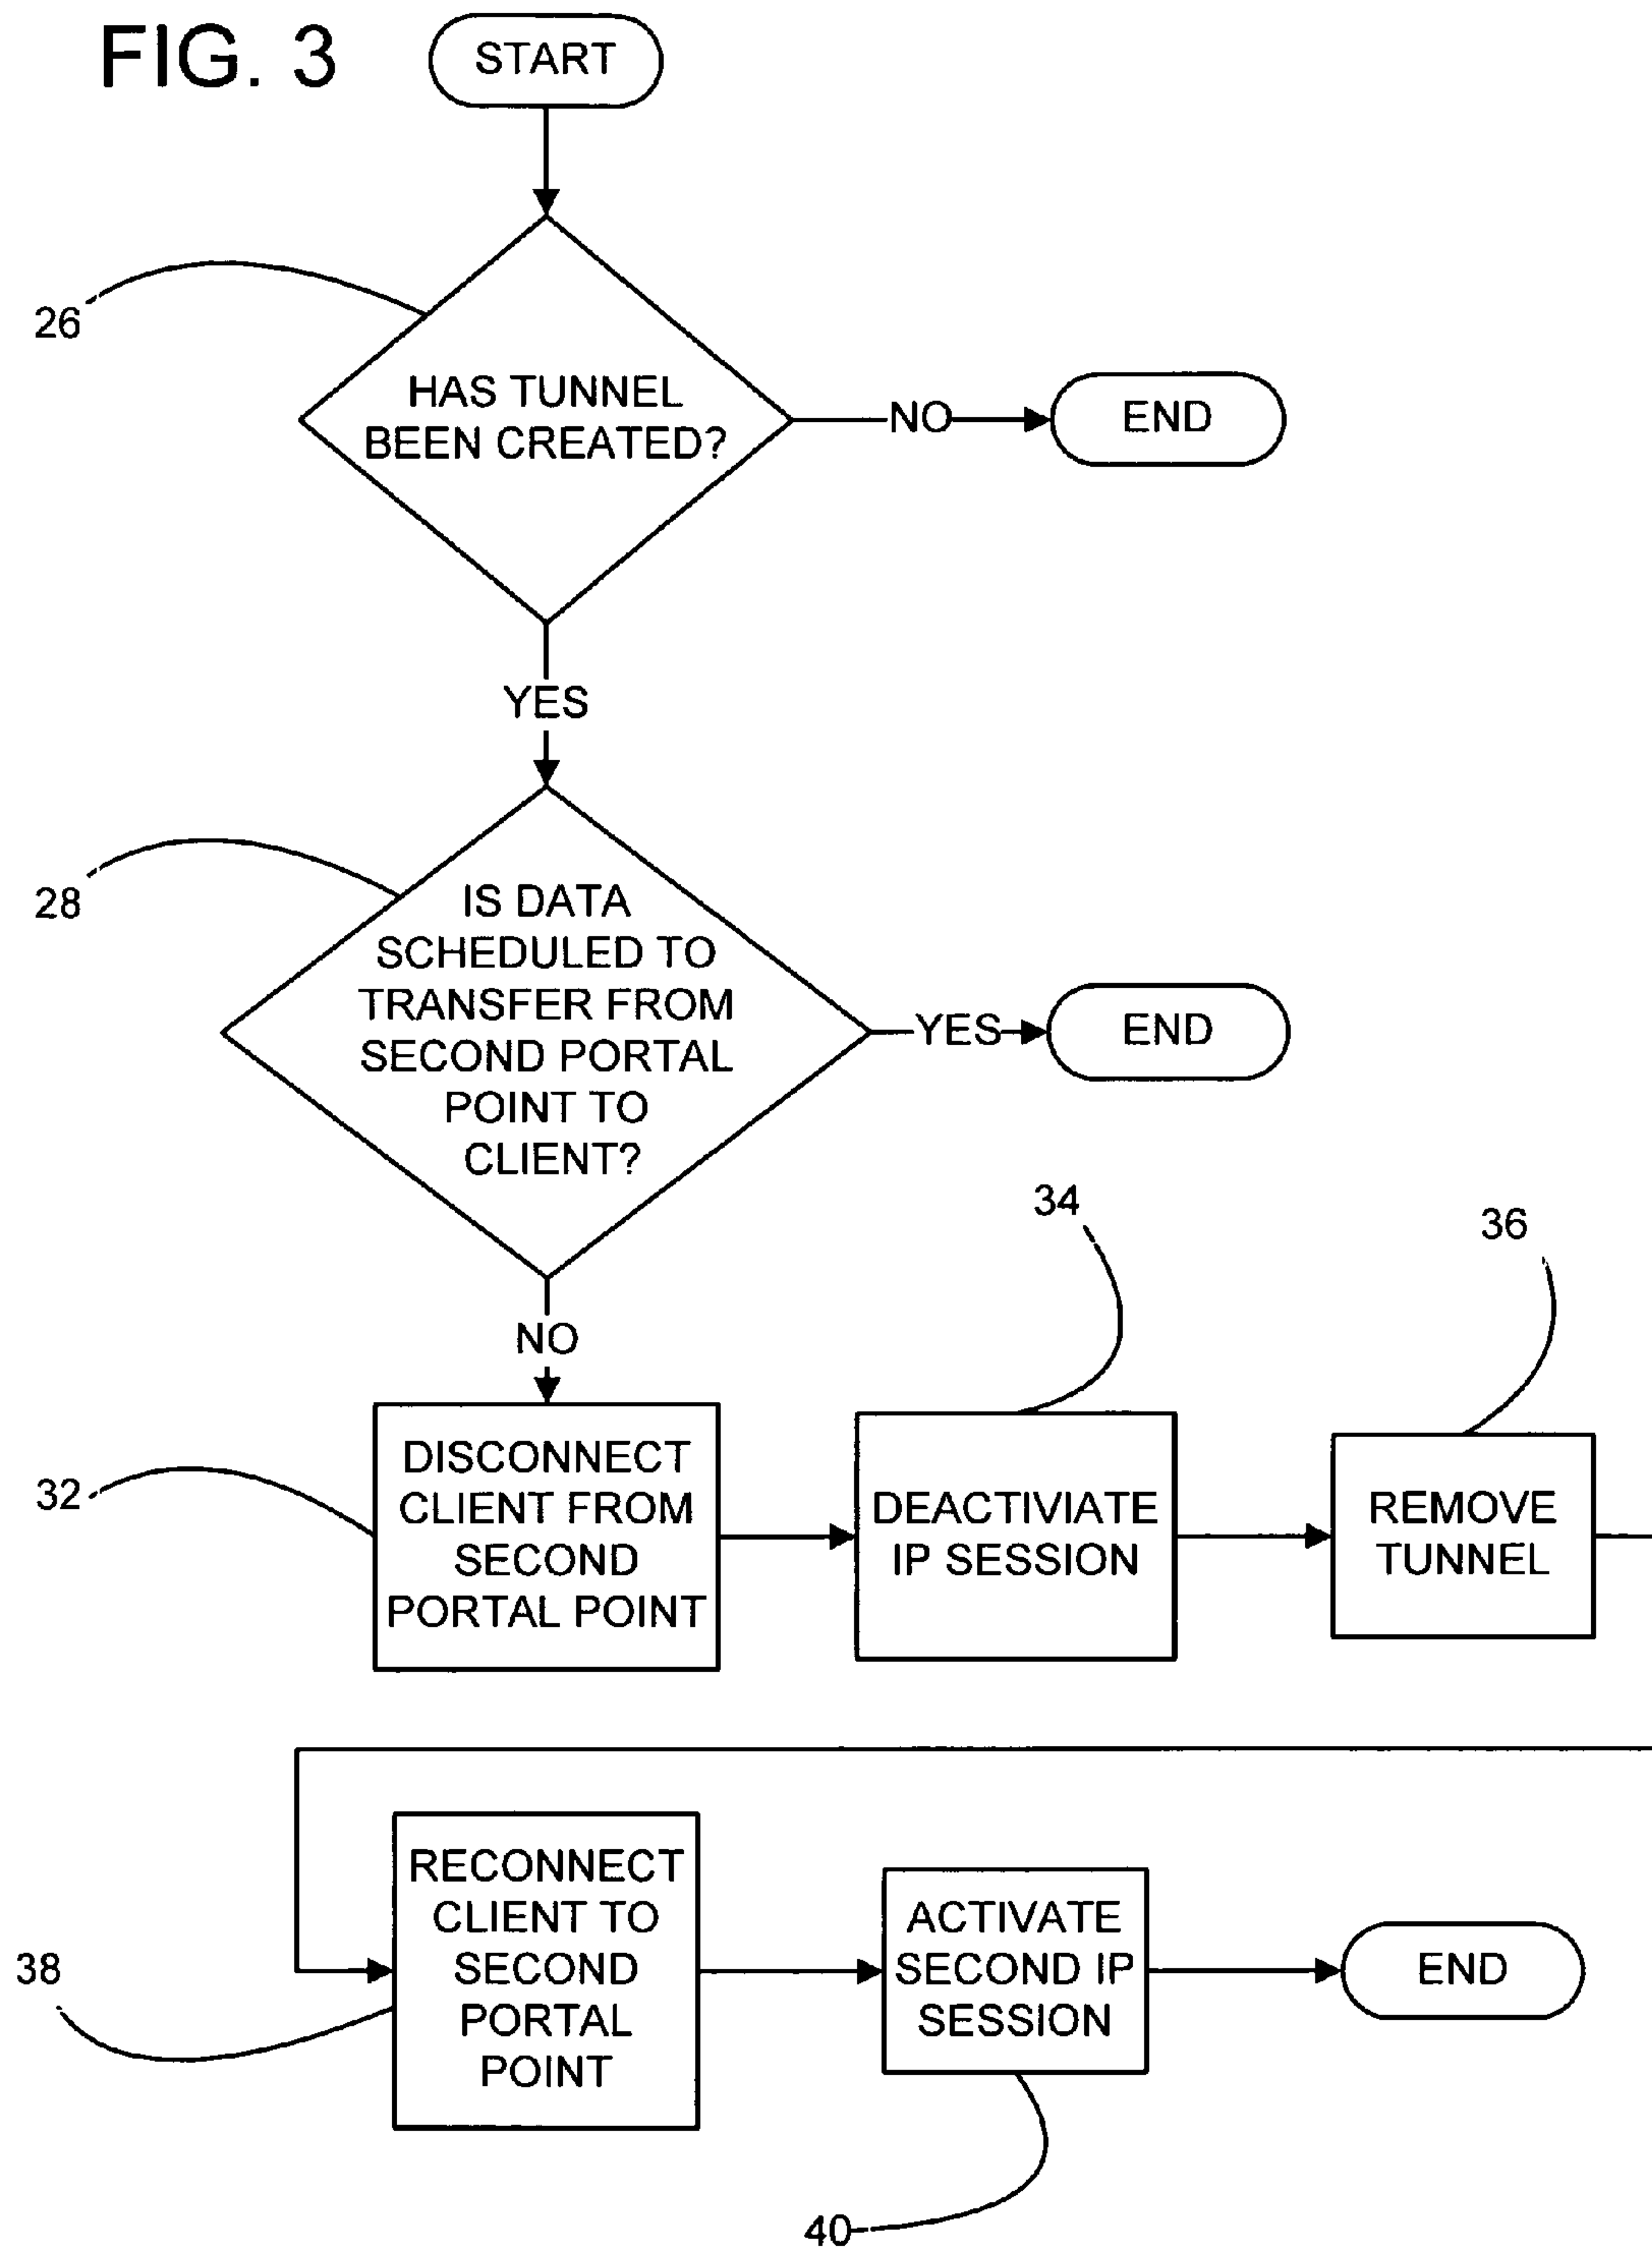 FIG. 3
START
26
HAS TUNNEL
BEEN CREATED?
NO
END
YES
28
IS DATA
SCHEDULED TO
TRANSFER FROM
SECOND PORTAL
POINT TO
CLIENT?
YES
END
NO
34
36
32
DISCONNECT
CLIENT FROM
SECOND
PORTAL POINT
DEACTIVIATE
IP SESSION
REMOVE
TUNNEL
38
RECONNECT
CLIENT TO
SECOND
PORTAL
POINT
ACTIVATE
SECOND IP
SESSION
END
40